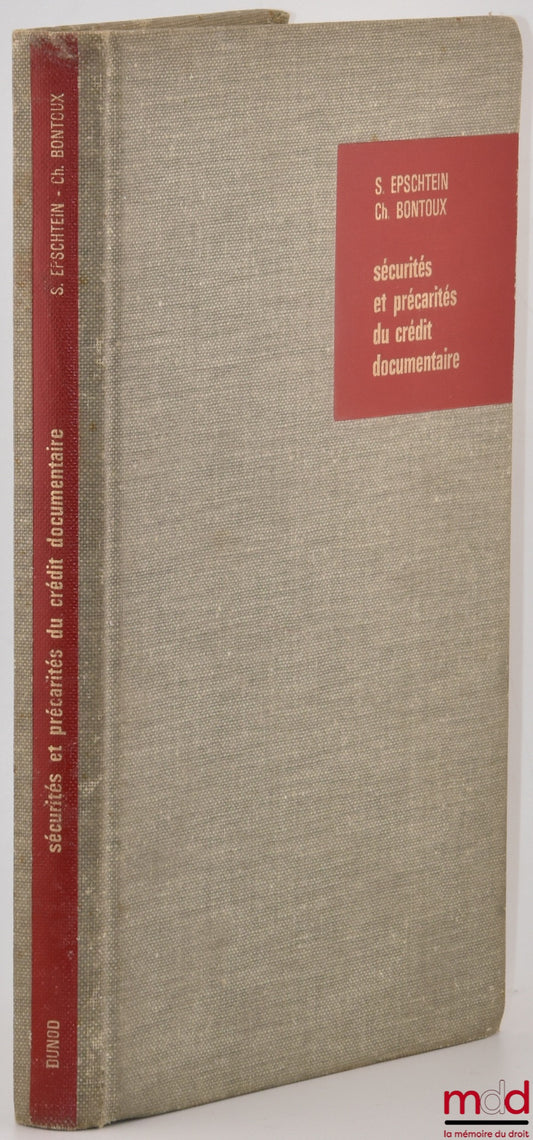 S. EPSCHTEIN
Ch. BONTOUX
sécurités
et précarités
du crédit
documentaire
S. EPSCHTEIN - Ch. BONTOUX
sécurités et précarités du crédit documentaire
DUNOD
mdd
la mémoire du droit